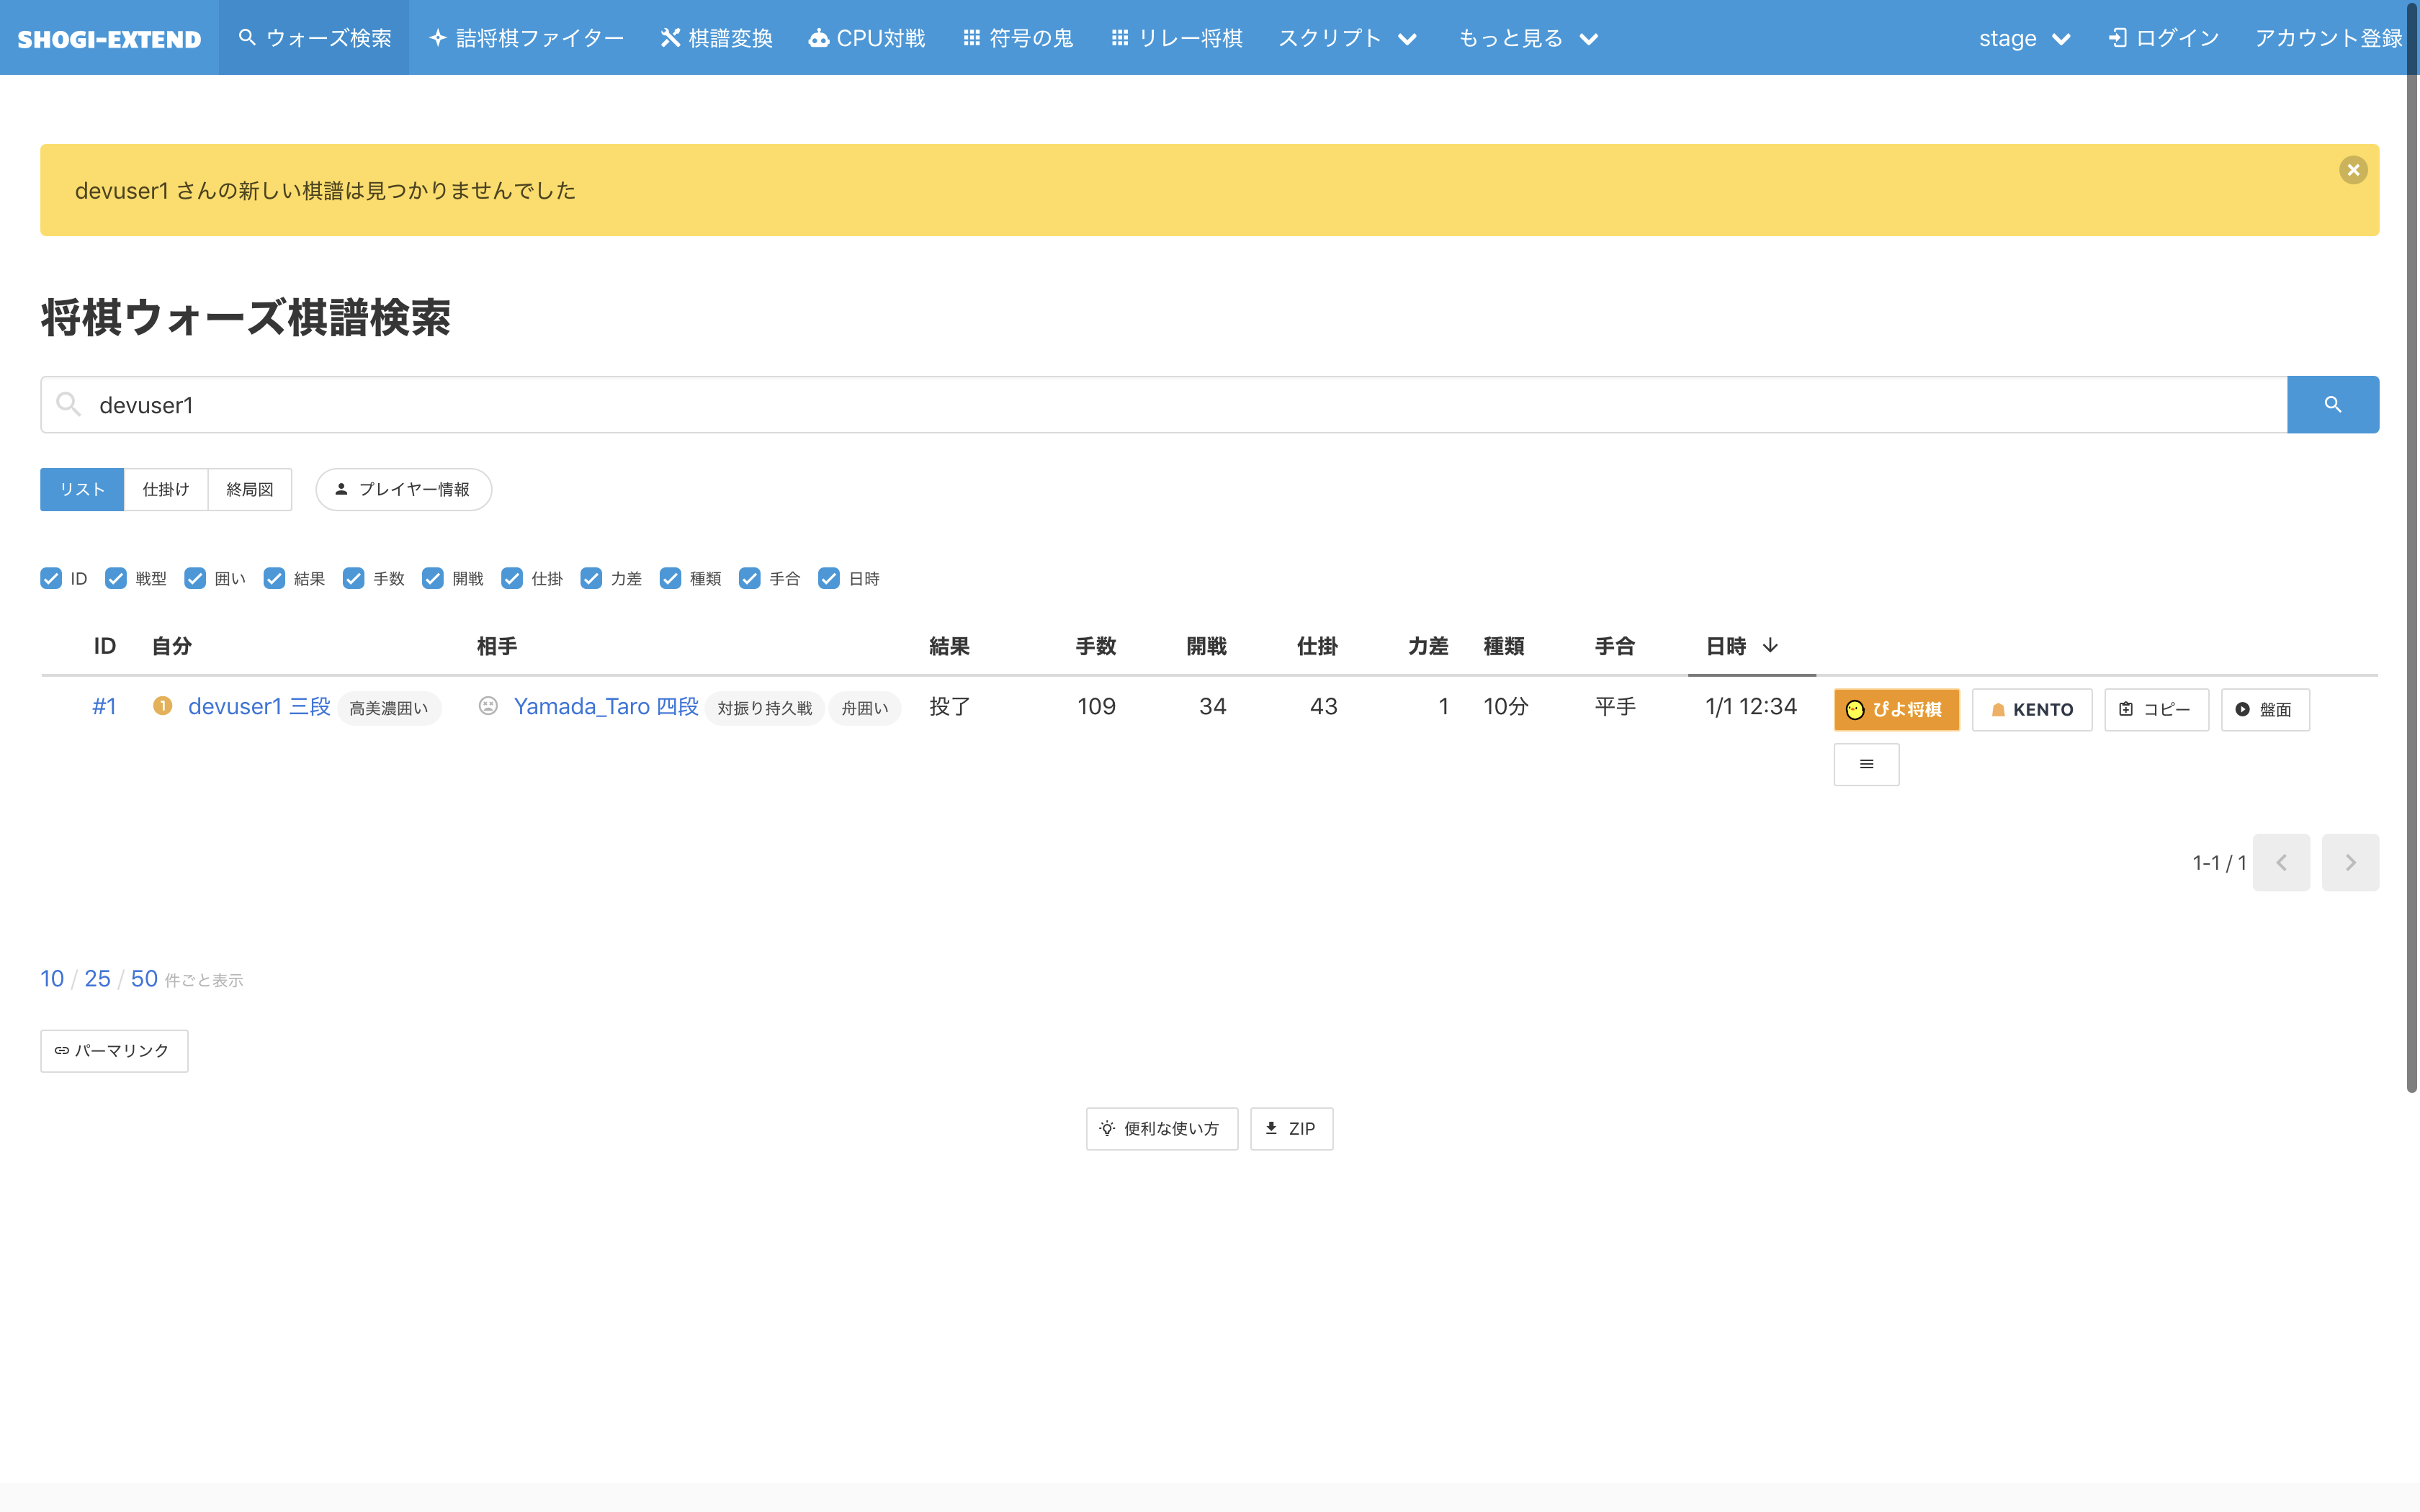 SHOGI-EXTEND ウォーズ検索 詰将棋ファイター 棋譜変換 CPU対戦 符号の鬼 リレー将棋 スクリプト もっと見る stage ログイン アカウント登録
devuser1 さんの新しい棋譜は見つかりませんでした
将棋ウォーズ棋譜検索
devuser1
リスト 仕掛け 終局図 プレイヤー情報
ID 戦型 囲い 結果 手数 開戦 仕掛 力差 種類 手合 日時
ID 自分 相手 結果 手数 開戦 仕掛 力差 種類 手合 日時
#1 1 devuser1 三段 高美濃囲い Yamada_Taro 四段 対振り持久戦 舟囲い 投了 109 34 43 1 10分 平手 1/1 12:34 ぴよ将棋 KENTO コピー 盤面
1-1 / 1
10 / 25 / 50 件ごと表示
パーマリンク
便利な使い方 ZIP